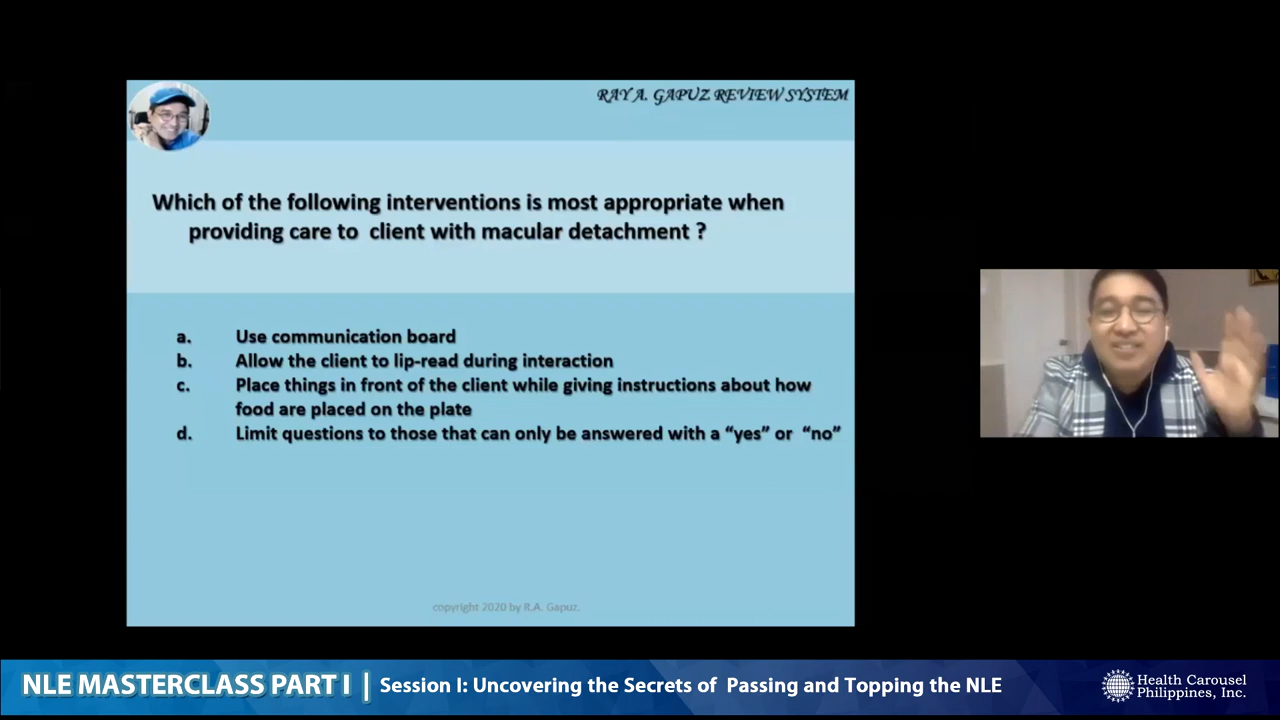 RAY A. GAPUZ REVIEW SYSTEM
Which of the following interventions is most appropriate when
providing care to client with macular detachment ?
a. Use communication board
b. Allow the client to lip-read during interaction
c. Place things in front of the client while giving instructions about how
food are placed on the plate
d. Limit questions to those that can only be answered with a “yes” or “no”
copyright 2020 by R.A. Gapuz.
NLE MASTERCLASS PART I | Session I: Uncovering the Secrets of Passing and Topping the NLE
Health Carousel
Philippines, Inc.